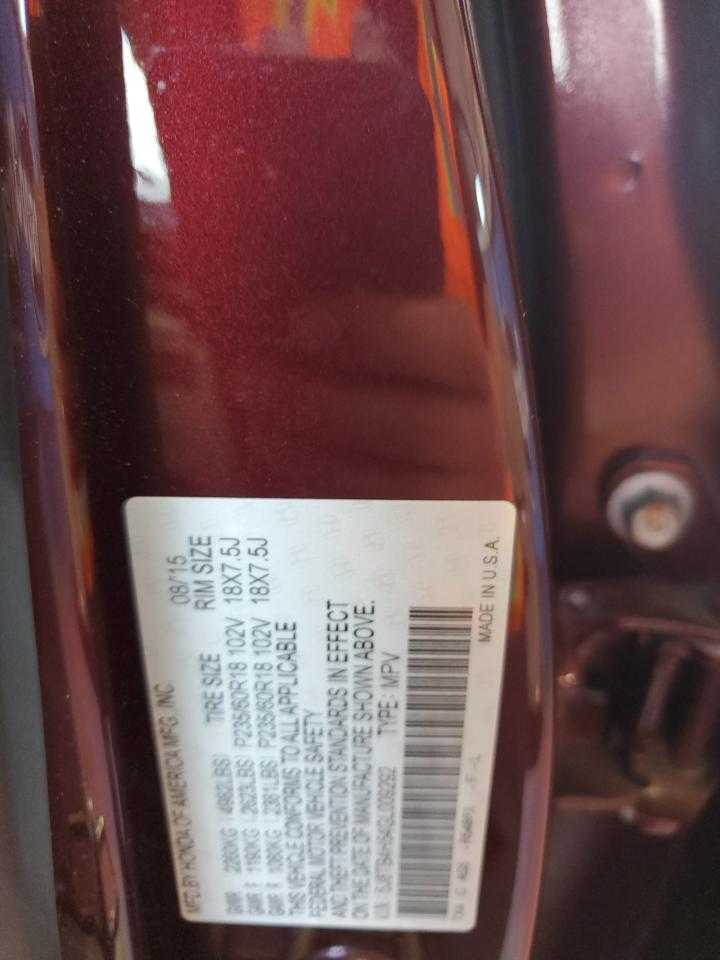 MFD. BY HONDA OF AMERICA MFG. INC. 08/'15
TIRE SIZE RIM SIZE
GVWR 2260KG (4982LBS)
GAWR F 1190KG (2623LBS) P235/60R18 102V 18X7.5J
GAWR R 1080KG (2381LBS) P235/60R18 102V 18X7.5J
THIS VEHICLE CONFORMS TO ALL APPLICABLE
FEDERAL MOTOR VEHICLE SAFETY
AND THEFT PREVENTION STANDARDS IN EFFECT
ON THE DATE OF MANUFACTURE SHOWN ABOVE.
V.I.N. : TYPE: MPV
MADE IN U.S.A.